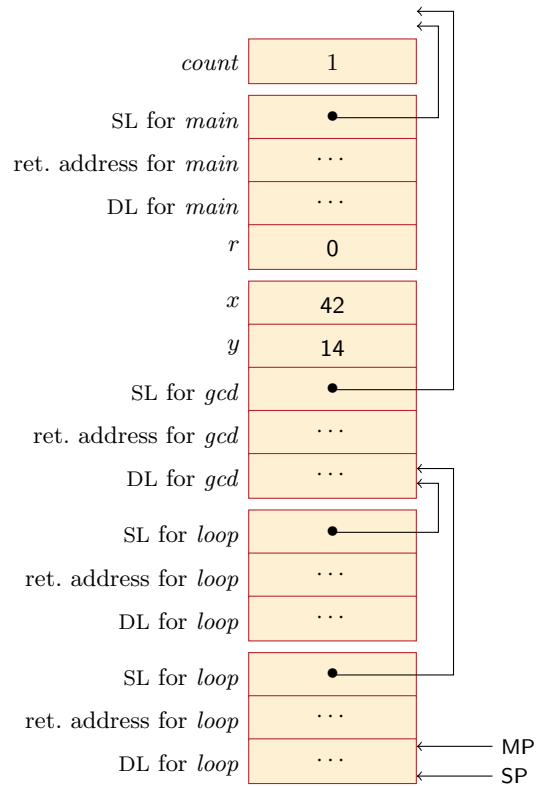 count 1
SL for main
ret. address for main ...
DL for main ...
r 0
x 42
y 14
SL for gcd
ret. address for gcd ...
DL for gcd ...
SL for loop
ret. address for loop ...
DL for loop ...
SL for loop
ret. address for loop ...
DL for loop ... MP
SP